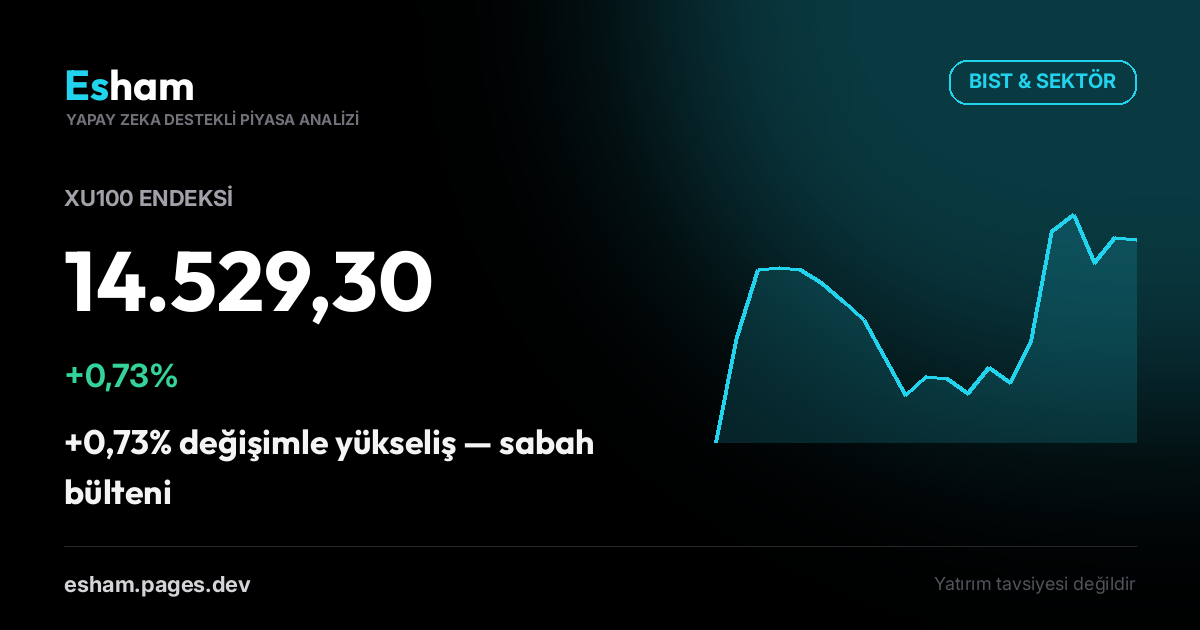 Esham
BIST & SEKTÖR
YAPAY ZEKA DESTEKLİ PİYASA ANALİZİ
XU100 ENDEKSİ
14.529,30
+0,73%
+0,73% değişimle yükseliş — sabah
bülteni
esham.pages.dev
Yatırım tavsiyesi değildir